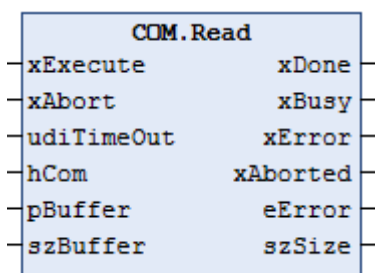 COM.Read
xExecute xDone
xAbort xBusy
udiTimeOut xError
hCom xAborted
pBuffer eError
szBuffer szSize